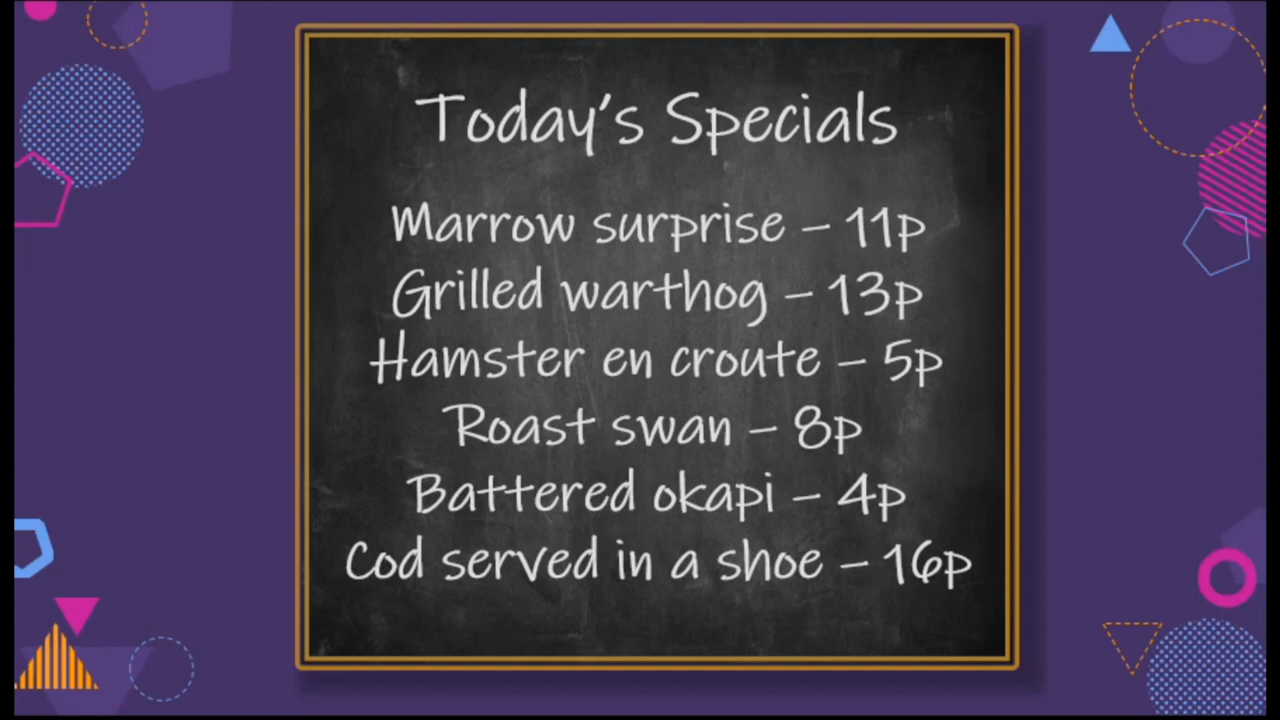 Today's Specials
Marrow surprise – 11p
Grilled warthog – 13p
Hamster en croute – 5p
Roast swan – 8p
Battered okapi – 4p
Cod served in a shoe – 16p